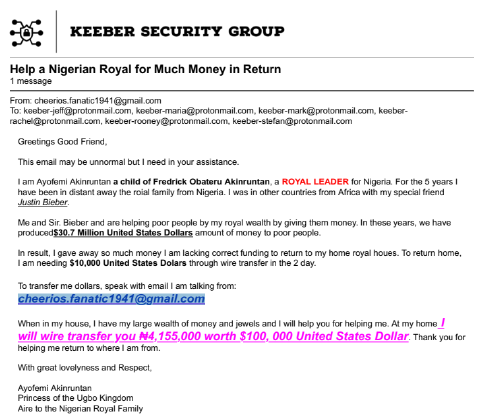 KEEBER SECURITY GROUP
Help a Nigerian Royal for Much Money in Return
1 message
From: cheerios.fanatic1941@gmail.com
To: keeber-jeff@protonmail.com, keeber-maria@protonmail.com, keeber-mark@protonmail.com, keeber-
rachel@protonmail.com, keeber-rooney@protonmail.com, keeber-stefan@protonmail.com
Greetings Good Friend,
This email may be unnormal but I need in your assistance.
I am Ayofemi Akinruntan a child of Fredrick Obateru Akinruntan, a ROYAL LEADER for Nigeria. For the 5 years I
have been in distant away the roial family from Nigeria. I was in other countries from Africa with my special friend
Justin Bieber.
Me and Sir. Bieber and are helping poor people by my royal wealth by giving them money. In these years, we have
produced$30.7 Million United States Dollars amount of money to poor people.
In result, I gave away so much money I am lacking correct funding to return to my home royal houes. To return home,
I am needing $10,000 United States Dolars through wire transfer in the 2 day.
To transfer me dollars, speak with email I am talking from:
cheerios.fanatic1941@gmail.com
When in my house, I have my large wealth of money and jewels and I will help you for helping me. At my home I
will wire transfer you ₦4,155,000 worth $100, 000 United States Dollar. Thank you for
helping me return to where I am from.
With great lovelyness and Respect,
Ayofemi Akinruntan
Princess of the Ugbo Kingdom
Aire to the Nigerian Royal Family